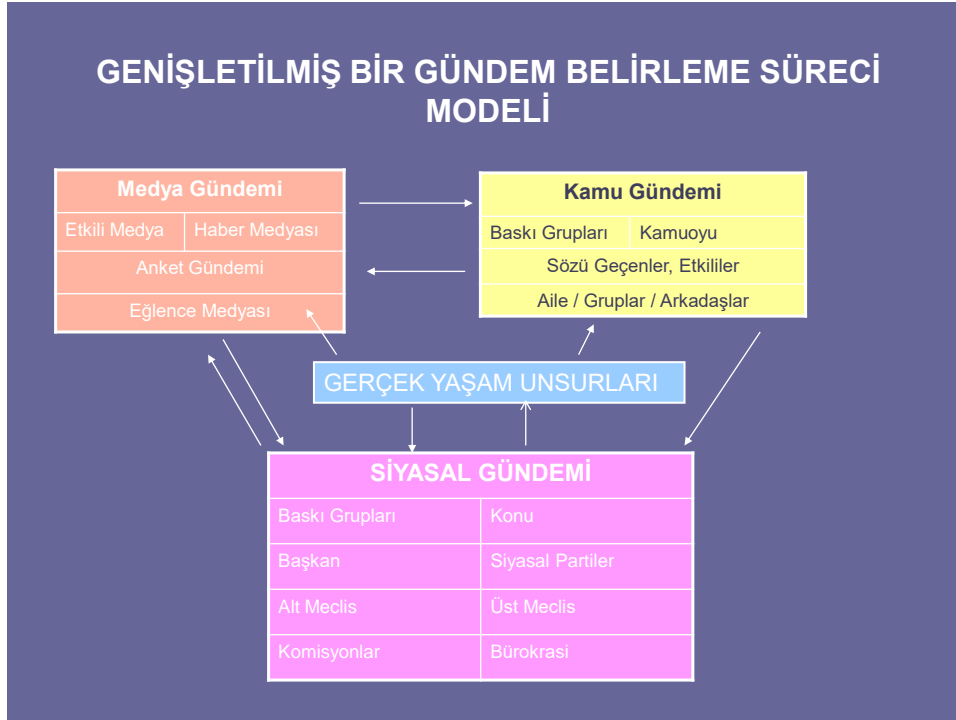 GENİŞLETİLMİŞ BİR GÜNDEM BELİRLEME SÜRECİ
MODELİ
Medya Gündemi
Etkili Medya Haber Medyası
Anket Gündemi
Eğlence Medyası
Kamu Gündemi
Baskı Grupları Kamuoyu
Sözü Geçenler, Etkililer
Aile / Gruplar / Arkadaşlar
GERÇEK YAŞAM UNSURLARI
SİYASAL GÜNDEMİ
Baskı Grupları Konu
Başkan Siyasal Partiler
Alt Meclis Üst Meclis
Komisyonlar Bürokrasi